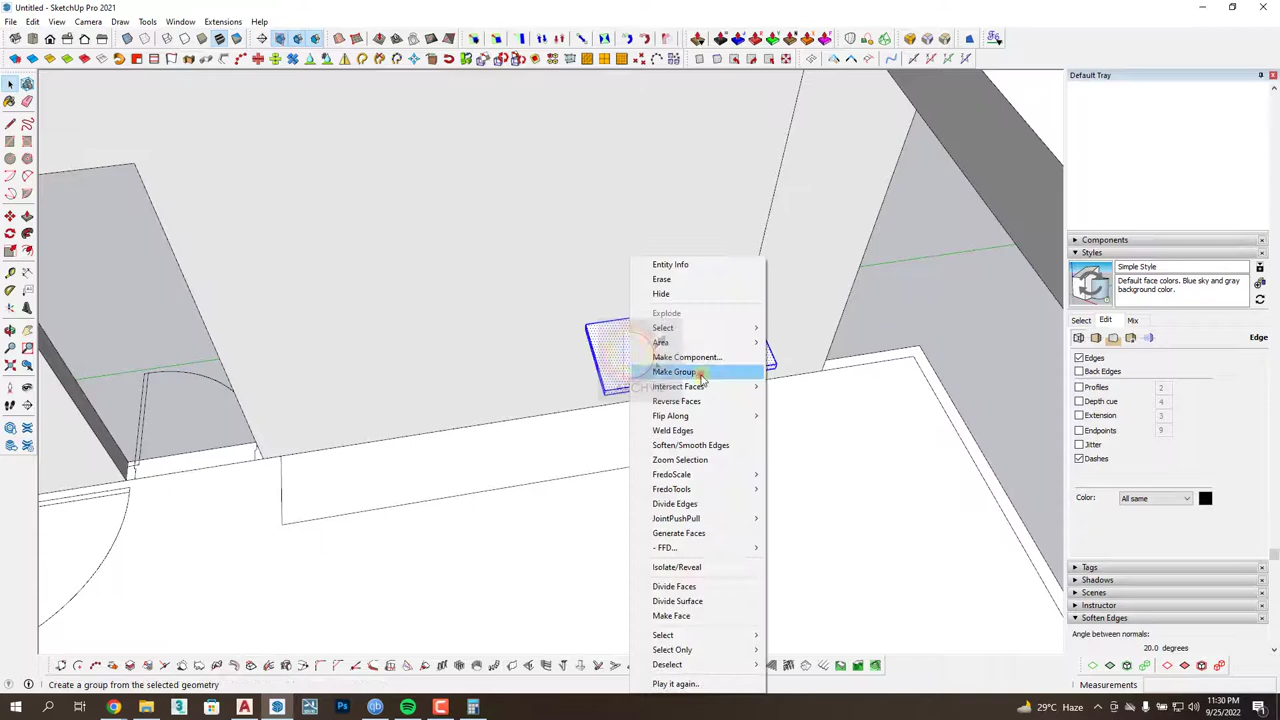 Untitled - SketchUp Pro 2021
File Edit View Camera Draw Tools Window Extensions Help
Default Tray
Components
Styles
Simple Style
Default face colors. Blue sky and gray background color.
Select Edit Mix
Edge
Edges
Back Edges
Profiles 2
Depth cue 4
Extension 3
Endpoints 9
Jitter
Dashes
Color: All same
Tags
Shadows
Scenes
Instructor
Soften Edges
Angle between normals:
20.0 degrees
Entity Info
Erase
Hide
Explode
Select
Area
Make Component...
Make Group
Intersect Faces
Reverse Faces
Flip Along
Weld Edges
Soften/Smooth Edges
Zoom Selection
FredoScale
FredoTools
Divide Edges
JointPushPull
Generate Faces
- FFD...
Isolate/Reveal
Divide Faces
Divide Surface
Make Face
Select
Select Only
Deselect
Play it again..
Create a group from the selected geometry
Measurements
29°C Haze
11:30 PM
9/25/2022